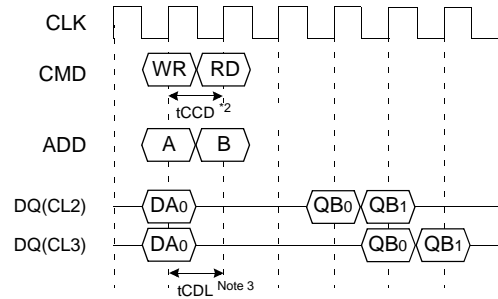 CLK
CMD WR RD
tCCD *2
ADD A B
DQ(CL2) DA0 QB0 QB1
DQ(CL3) DA0 QB0 QB1
tCDL Note 3